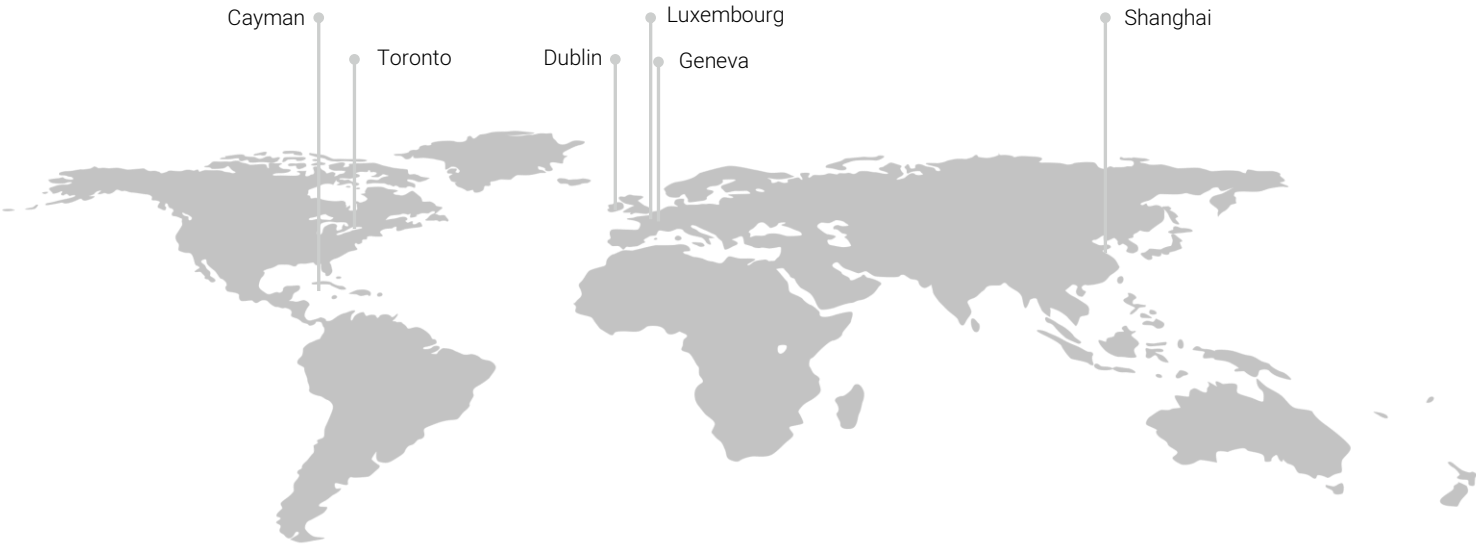 Cayman
Luxembourg
Shanghai
Toronto
Dublin
Geneva